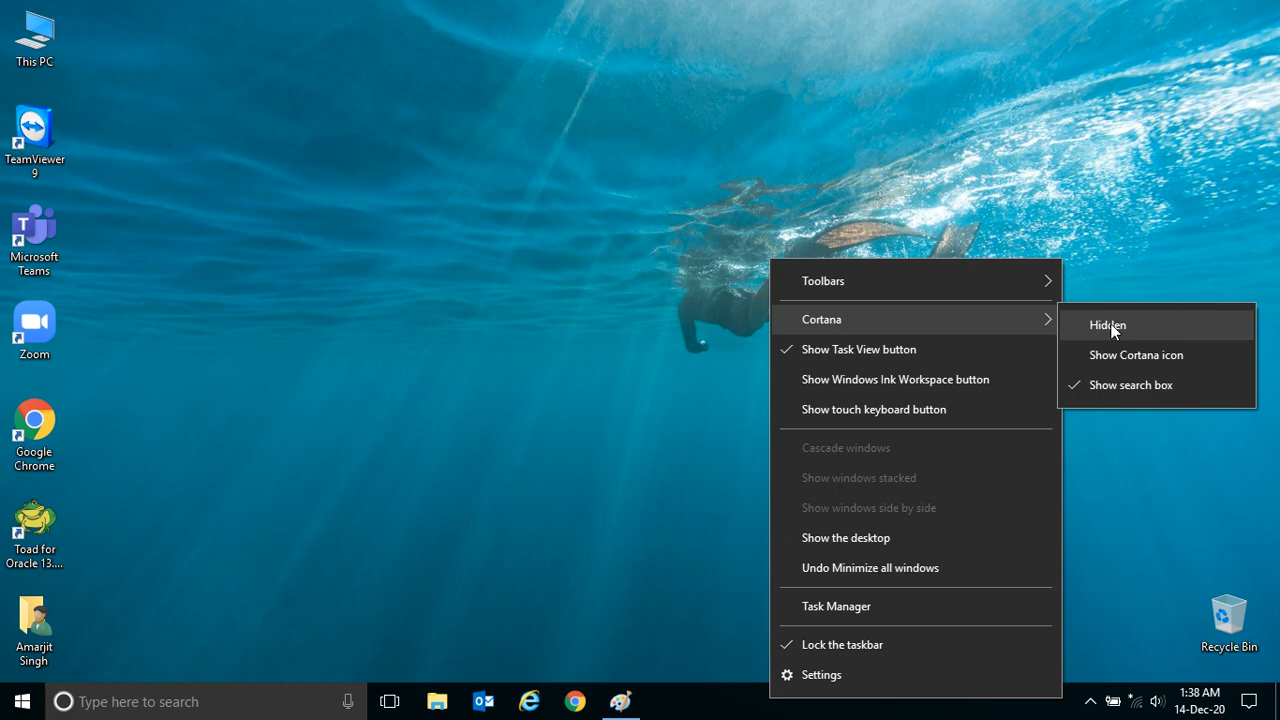 This PC
TeamViewer
9
Microsoft
Teams
Zoom
Google
Chrome
Toad for
Oracle 13....
Amarjit
Singh
Toolbars
Cortana
Show Task View button
Show Windows Ink Workspace button
Show touch keyboard button
Cascade windows
Show windows stacked
Show windows side by side
Show the desktop
Undo Minimize all windows
Task Manager
Lock the taskbar
Settings
Hidden
Show Cortana icon
Show search box
Recycle Bin
Type here to search
1:38 AM
14-Dec-20